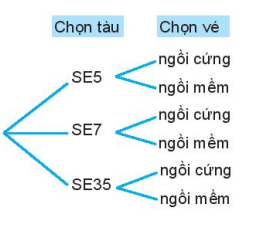 Chọn tàu Chọn vé
ngồi cứng
SE5
ngồi mềm
ngồi cứng
SE7
ngồi mềm
ngồi cứng
SE35
ngồi mềm